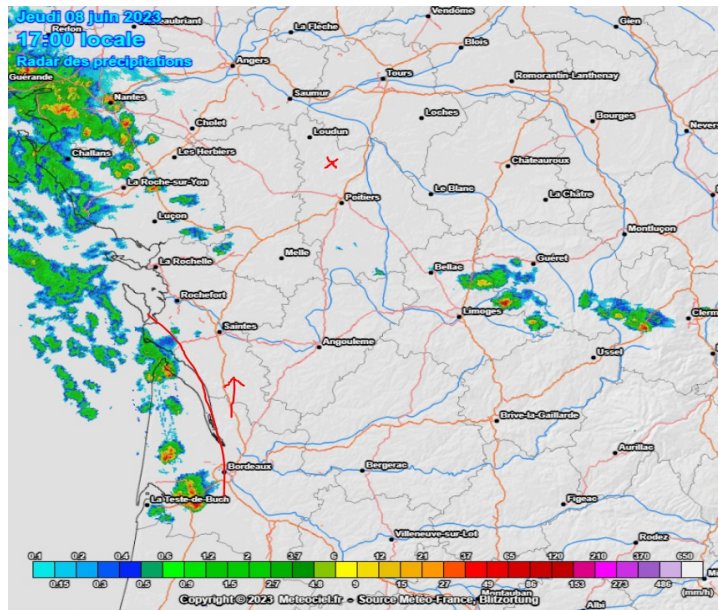 Jeudi 08 juin 2023
17:00 locale
Radar des précipitations
Redon
Vendôme
La Flèche
Gien
Blois
Angers
Tours
Guérande
Romorantin-Lanthenay
Saumur
Nantes
Loches
Bourges
Cholet
Loudun
Nevers
Challans
Les Herbiers
Châteauroux
La Roche-sur-Yon
Le Blanc
La Châtre
Poitiers
Luçon
Montluçon
Melle
Guéret
La Rochelle
Bellac
Rochefort
Limoges
Saintes
Angouleme
Ussel
Brive-la-Gaillarde
Aurillac
Bordeaux
Bergerac
La Teste-de-Buch
Figeac
Villeneuve-sur-Lot
Rodez
0.1 0.2 0.4 0.6 1.2 2 3.7 6 12 21 37 65 120 210 370 650
0.15 0.3 0.5 0.9 1.5 2.7 4.8 9 15 27 49 86 153 273 486 (mm/h)
Montauban
Copyright © 2023 Meteociel.fr - Source Meteo-France, Blitzortung
Albi